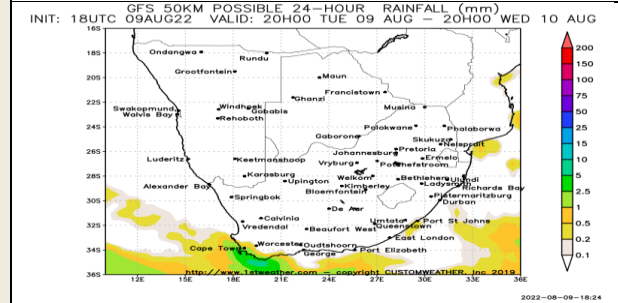 GFS 50KM POSSIBLE 24-HOUR RAINFALL (mm)
INIT: 18UTC 09AUG22 VALID: 20H00 TUE 09 AUG - 20H00 WED 10 AUG
16S
Ondangwa
Rundu
200
18S
150
Grootfontein
Maun
100
20S
Francistown
75
Ghanzi
22S
Swakopmund
Windhoek
Gobabis
Musina
50
Walvis Bay
Rehoboth
25
24S
Polokwane
Phalaborwa
Gaborone
Skukuza
15
26S
Johannesburg
Pretoria
Nelspruit
Luderitz
Keetmanshoop
Vryburg
Potchefstroom
Ermelo
10
28S
Karasburg
Upington
Welkom
Bethlehem
Ulundi
5
Alexander Bay
Kimberley
Ladysmith
Richards Bay
Springbok
Bloemfontein
Pietermaritzburg
2.5
30S
De Aar
Durban
1
Calvinia
Umtata
Port St Johns
32S
Vredendal
Beaufort West
Queenstown
0.5
Cape Town
Worcester
Oudtshoorn
East London
0.2
34S
George
Port Elizabeth
0.1
http://www.1stweather.com - copyright CUSTOMWEATHER, Inc 2019
36S
12E 15E 18E 21E 24E 27E 30E 33E 36E
2022-08-09-18:24